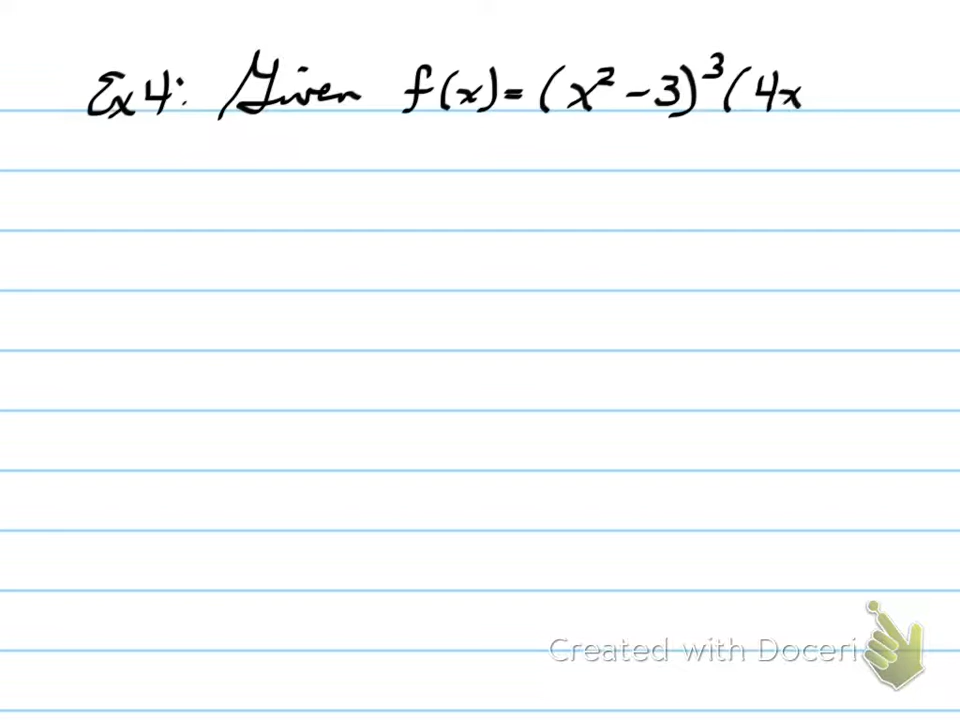 Ex 4: Given f(x) = (x² - 3)³ (4x
Created with Doceri